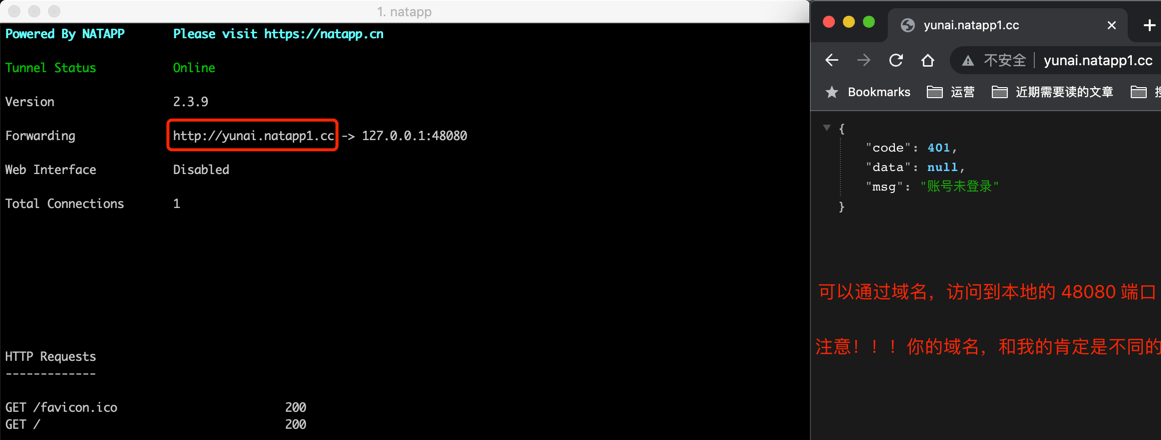 1. natapp
Powered By NATAPP Please visit https://natapp.cn
Tunnel Status Online
Version 2.3.9
Forwarding http://yunai.natapp1.cc -> 127.0.0.1:48080
Web Interface Disabled
Total Connections 1
HTTP Requests
-------------
GET /favicon.ico 200
GET / 200
yunai.natapp1.cc
不安全 yunai.natapp1.cc
Bookmarks 运营 近期需要读的文章
{
"code": 401,
"data": null,
"msg": "账号未登录"
}
可以通过域名，访问到本地的 48080 端口
注意！！！你的域名，和我的肯定是不同的